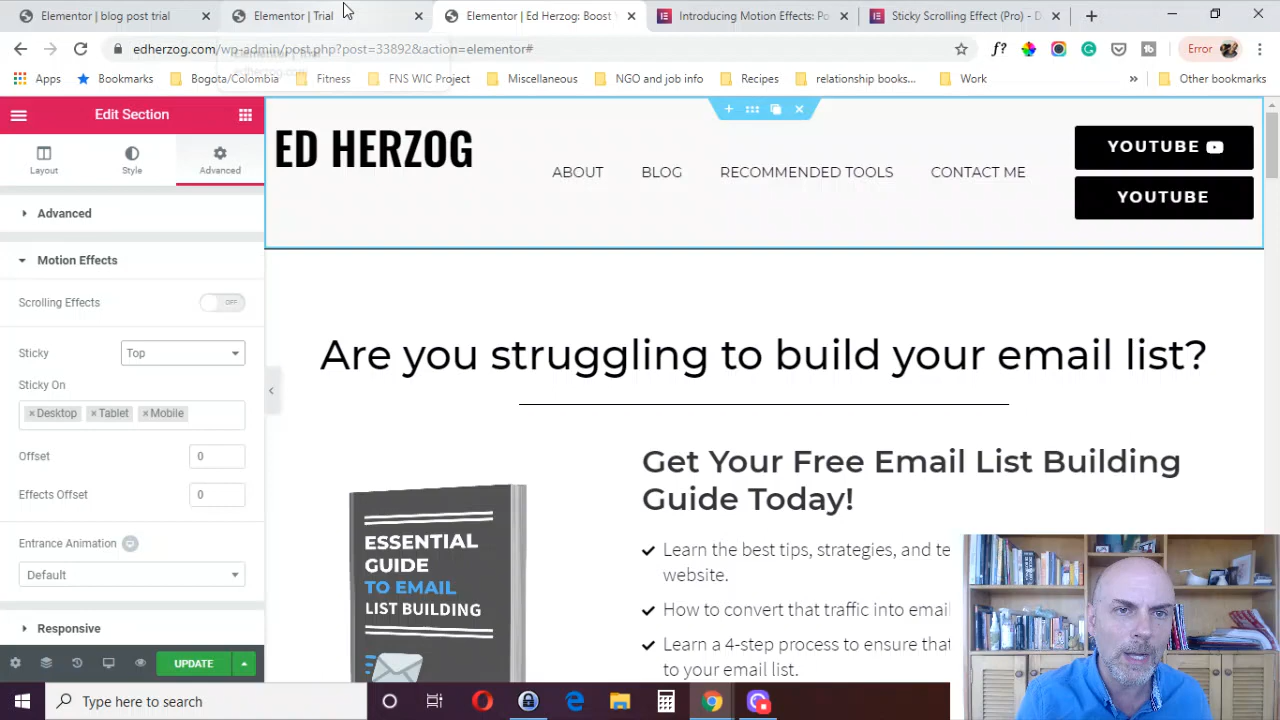 Elementor | blog post trial
Elementor | Trial
Elementor | Ed Herzog: Boost
Introducing Motion Effects: Po
Sticky Scrolling Effect (Pro) - D
edherzog.com/wp-admin/post.php?post=33892&action=elementor#
f?
Error
Apps
Bookmarks
Bogota/Colombia
Fitness
FNS WIC Project
Miscellaneous
NGO and job info
Recipes
relationship books...
Work
»
Other bookmarks
Edit Section
Layout
Style
Advanced
Advanced
Motion Effects
Scrolling Effects
OFF
Sticky
Top
Sticky On
×Desktop ×Tablet ×Mobile
Offset
0
Effects Offset
0
Entrance Animation
Default
Responsive
UPDATE
ED HERZOG
ABOUT
BLOG
RECOMMENDED TOOLS
CONTACT ME
YOUTUBE
YOUTUBE
Are you struggling to build your email list?
Get Your Free Email List Building
Guide Today!
Learn the best tips, strategies, and te
website.
How to convert that traffic into email
Learn a 4-step process to ensure that
to your email list.
ESSENTIAL
GUIDE
TO EMAIL
LIST BUILDING
Type here to search